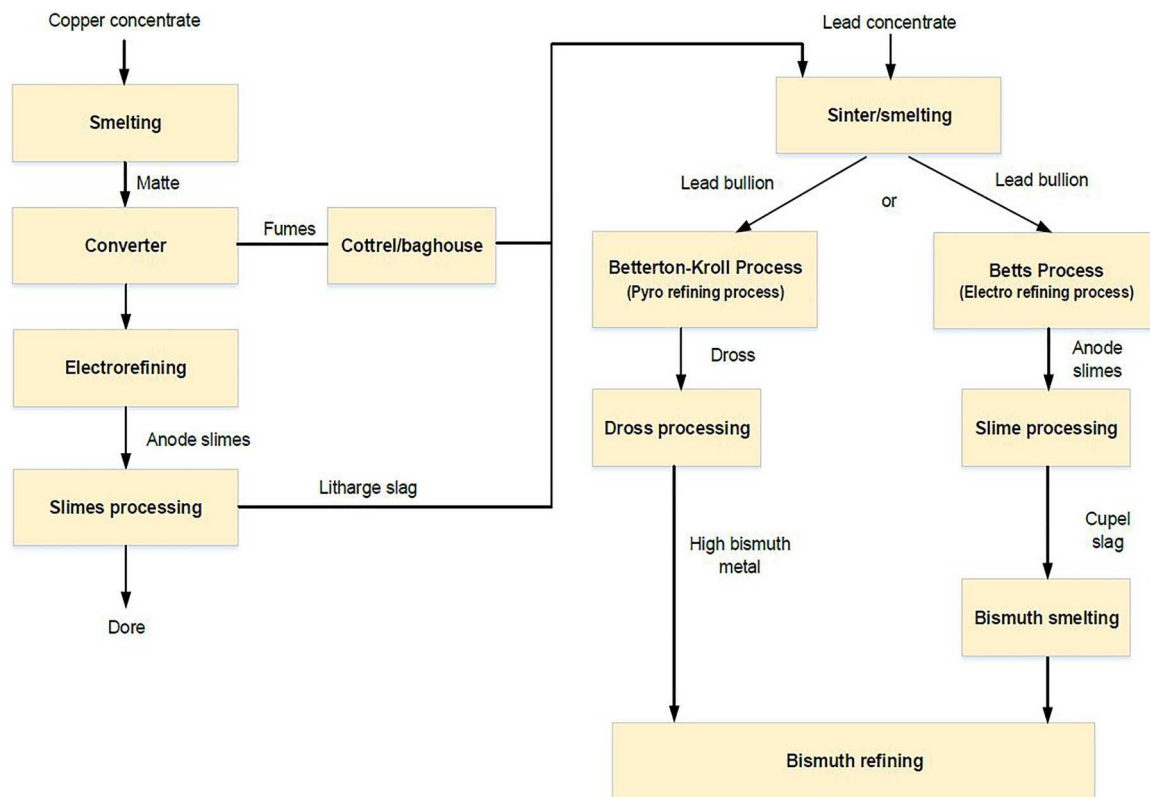 Copper concentrate
Smelting
Matte
Converter
Fumes
Cottrel/baghouse
Electrorefining
Anode slimes
Slimes processing
Litharge slag
Dore
Lead concentrate
Sinter/smelting
Lead bullion
or
Lead bullion
Betterton-Kroll Process
(Pyro refining process)
Dross
Dross processing
High bismuth
metal
Betts Process
(Electro refining process)
Anode
slimes
Slime processing
Cupel
slag
Bismuth smelting
Bismuth refining